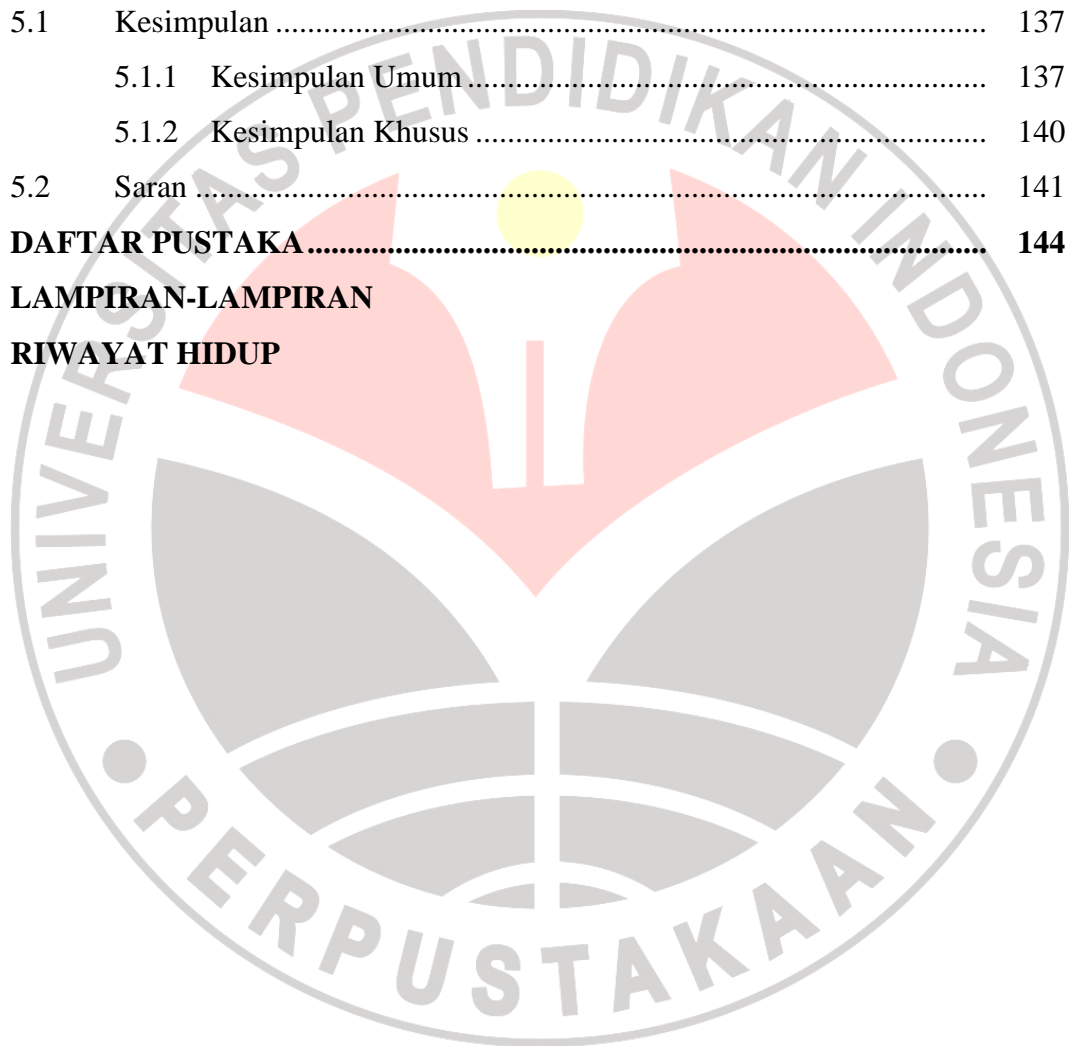 5.1 Kesimpulan ........................................................................................................ 137
5.1.1 Kesimpulan Umum ............................................................................ 137
5.1.2 Kesimpulan Khusus ........................................................................... 140
5.2 Saran .................................................................................................................... 141
DAFTAR PUSTAKA ................................................................................................... 144
LAMPIRAN-LAMPIRAN
RIWAYAT HIDUP
UNIVERSITAS PENDIDIKAN INDONESIA
PERPUSTAKAAN